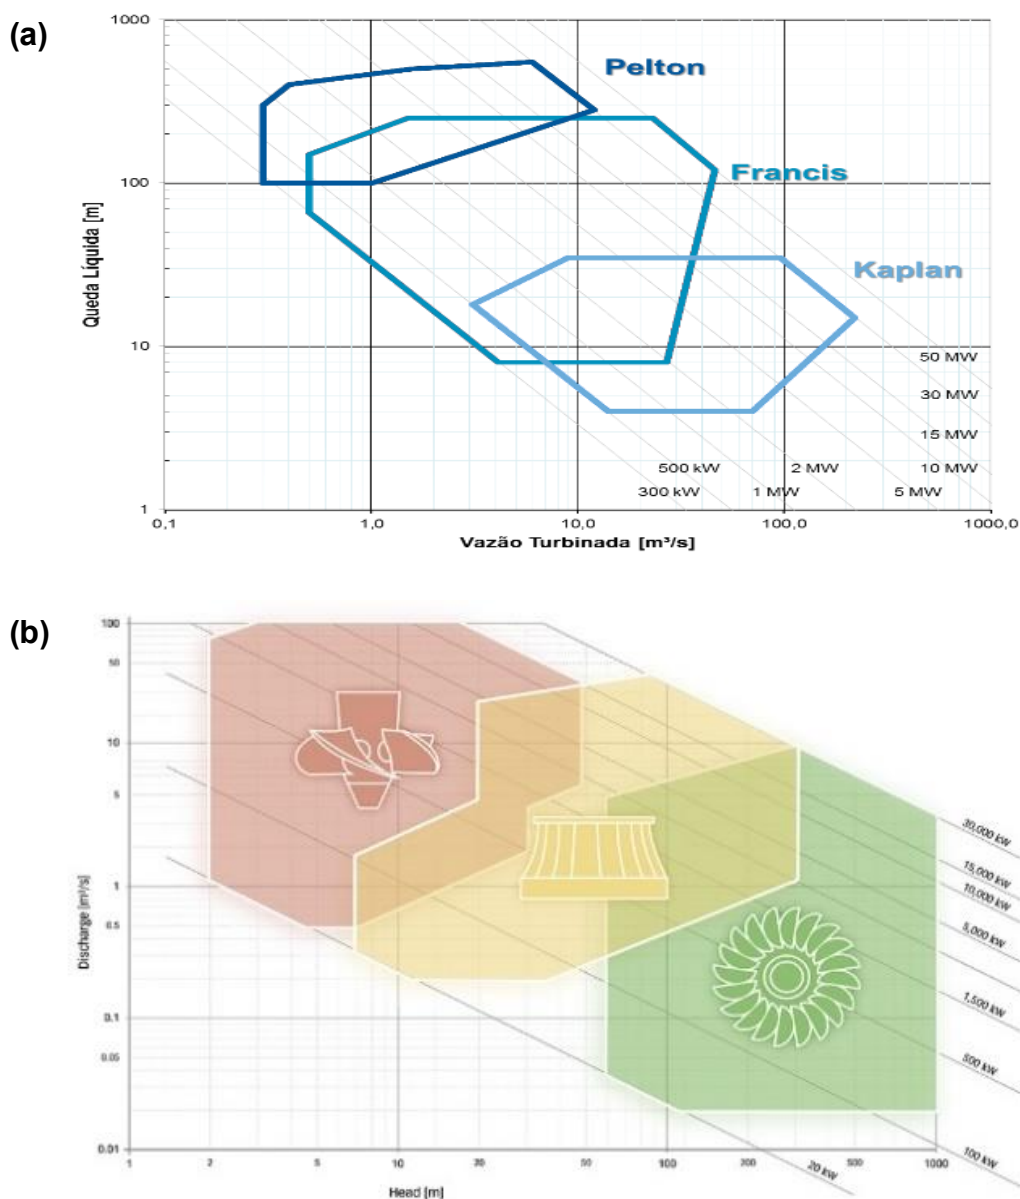 (a)
1000
Pelton
Francis
100
Kaplan
Queda Líquida [m]
10
50 MW
30 MW
15 MW
500 kW 2 MW 10 MW
300 kW 1 MW 5 MW
1
0,1 1,0 10,0 100,0 1000,0
Vazão Turbinada [m³/s]
(b)
100
50
10
5
1
0.5
0.1
0.05
0.01
Discharge [m³/s]
30,000 kW
15,000 kW
10,000 kW
5,000 kW
1,500 kW
500 kW
100 kW
20 kW
1 2 5 10 20 50 100 200 500 1000
Head [m]